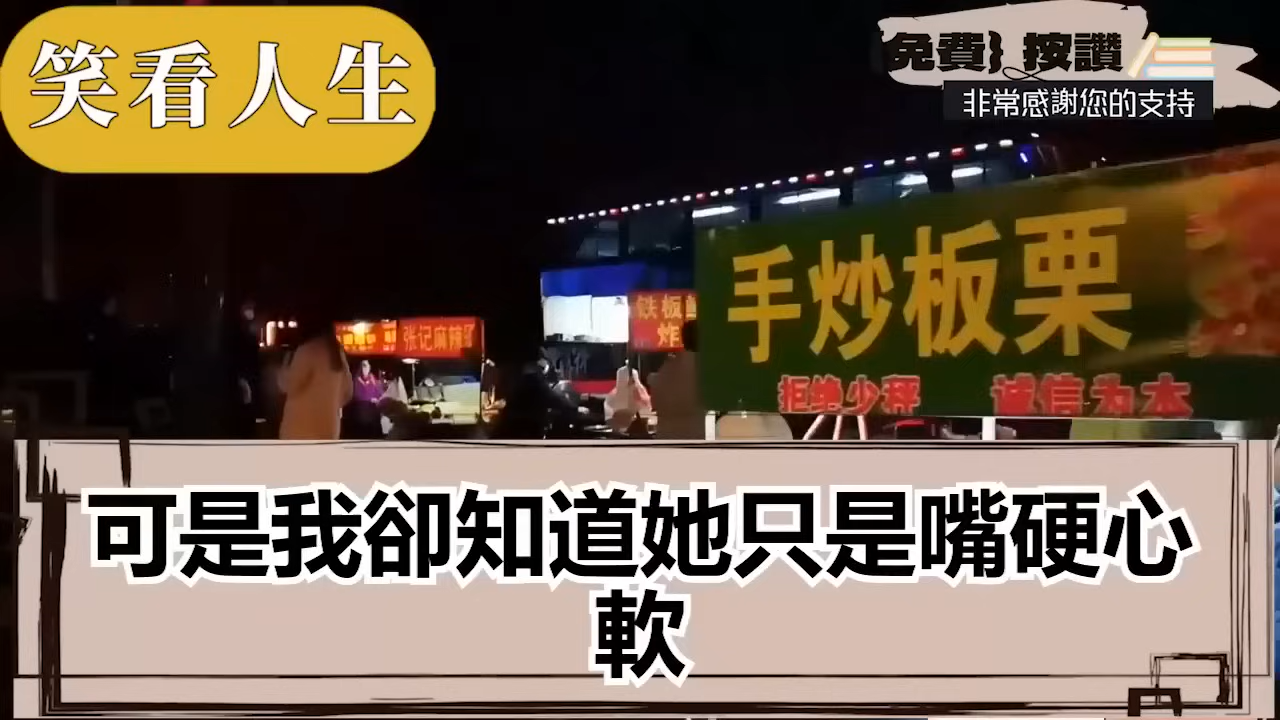 笑看人生
免費} 按讚
非常感謝您的支持
手炒板栗
拒绝少秤 诚信为本
张记麻辣
铁板
炸
可是我卻知道她只是嘴硬心
軟